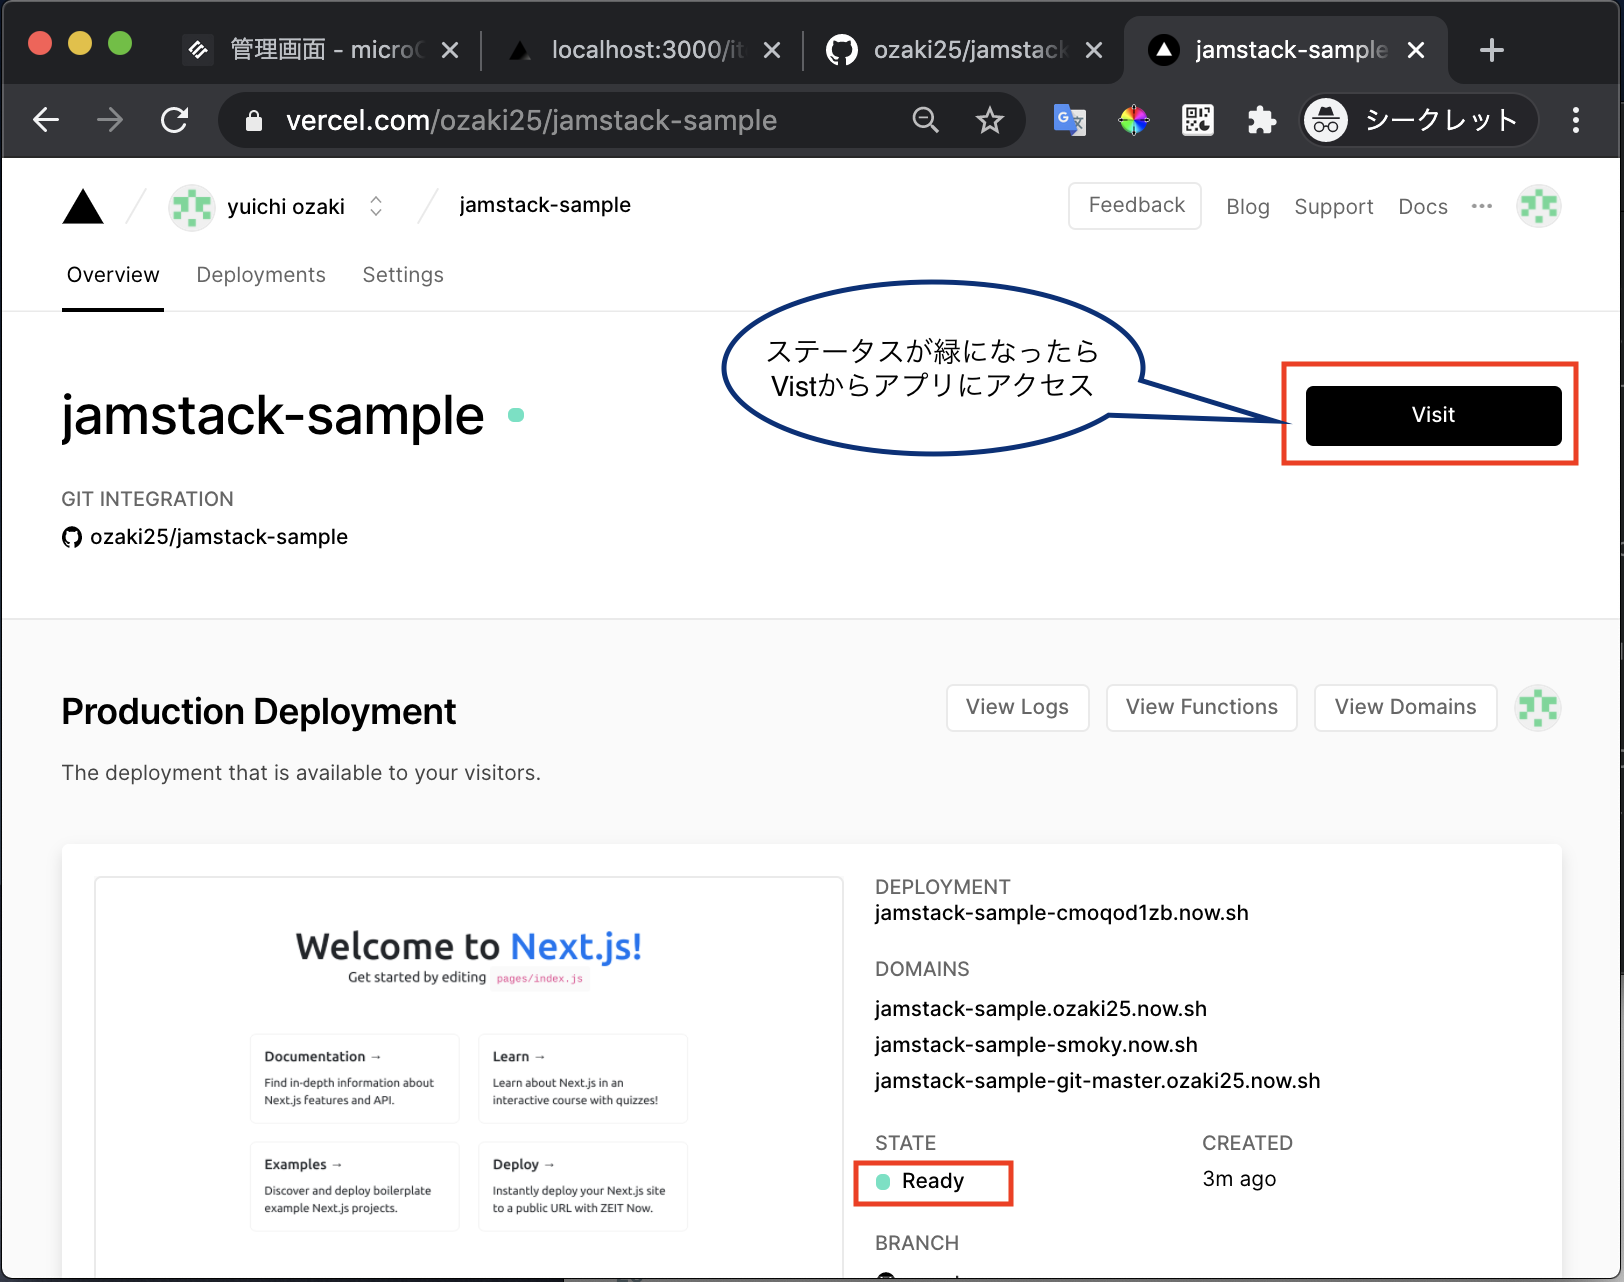 管理画面 - micro
localhost:3000/it
ozaki25/jamstack
jamstack-sample
vercel.com/ozaki25/jamstack-sample
シークレット
yuichi ozaki
jamstack-sample
Feedback
Blog
Support
Docs
Overview
Deployments
Settings
ステータスが緑になったら
Vistからアプリにアクセス
jamstack-sample
Visit
GIT INTEGRATION
ozaki25/jamstack-sample
Production Deployment
View Logs
View Functions
View Domains
The deployment that is available to your visitors.
Welcome to Next.js!
Get started by editing pages/index.js
Documentation →
Find in-depth information about
Next.js features and API.
Learn →
Learn about Next.js in an
interactive course with quizzes!
Examples →
Discover and deploy boilerplate
example Next.js projects.
Deploy →
Instantly deploy your Next.js site
to a public URL with ZEIT Now.
DEPLOYMENT
jamstack-sample-cmoqod1zb.now.sh
DOMAINS
jamstack-sample.ozaki25.now.sh
jamstack-sample-smoky.now.sh
jamstack-sample-git-master.ozaki25.now.sh
STATE
Ready
CREATED
3m ago
BRANCH